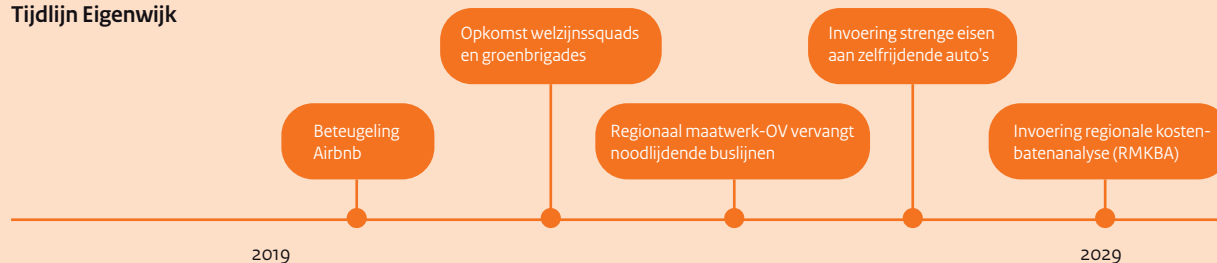 Tijdlijn Eigenwijk
Opkomst welzijnssquads
en groenbrigades
Invoering strenge eisen
aan zelfrijdende auto's
Beteugeling
Airbnb
Regionaal maatwerk-OV vervangt
noodlijdende buslijnen
Invoering regionale kosten-
batenanalyse (RMKBA)
2019
2029